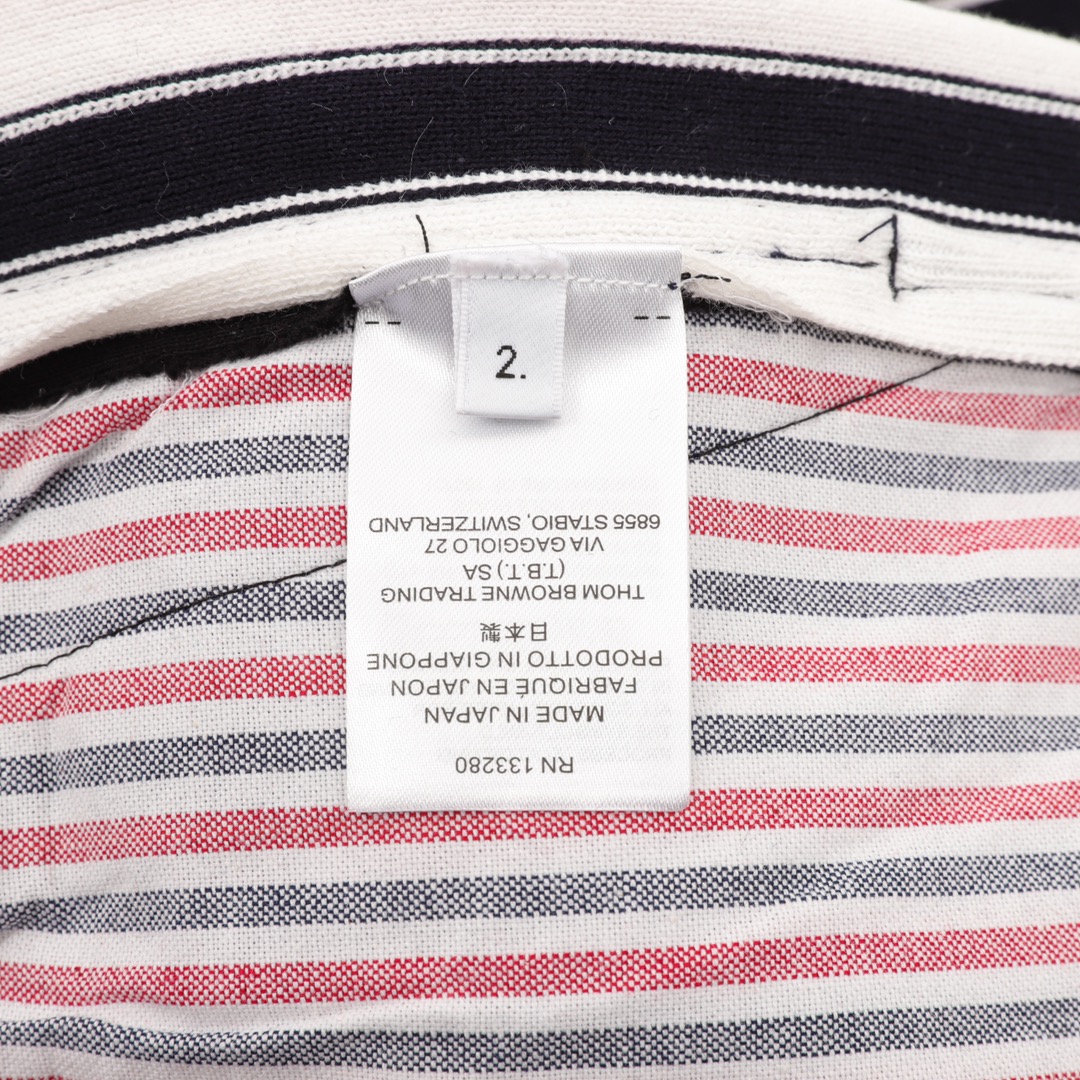 2.
RN 133280
MADE IN JAPAN
FABRIQUÉ EN JAPON
PRODOTTO IN GIAPPONE
日本製
THOM BROWNE TRADING
(T.B.T.) SA
VIA GAGGIOLO 27
6855 STABIO, SWITZERLAND